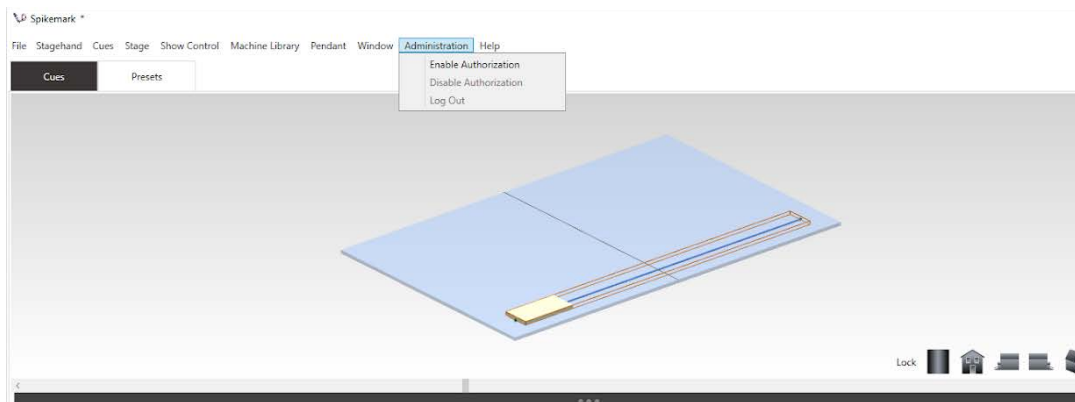 Spikemark *
File Stagehand Cues Stage Show Control Machine Library Pendant Window Administration Help
Enable Authorization
Disable Authorization
Log Out
Cues Presets
Lock